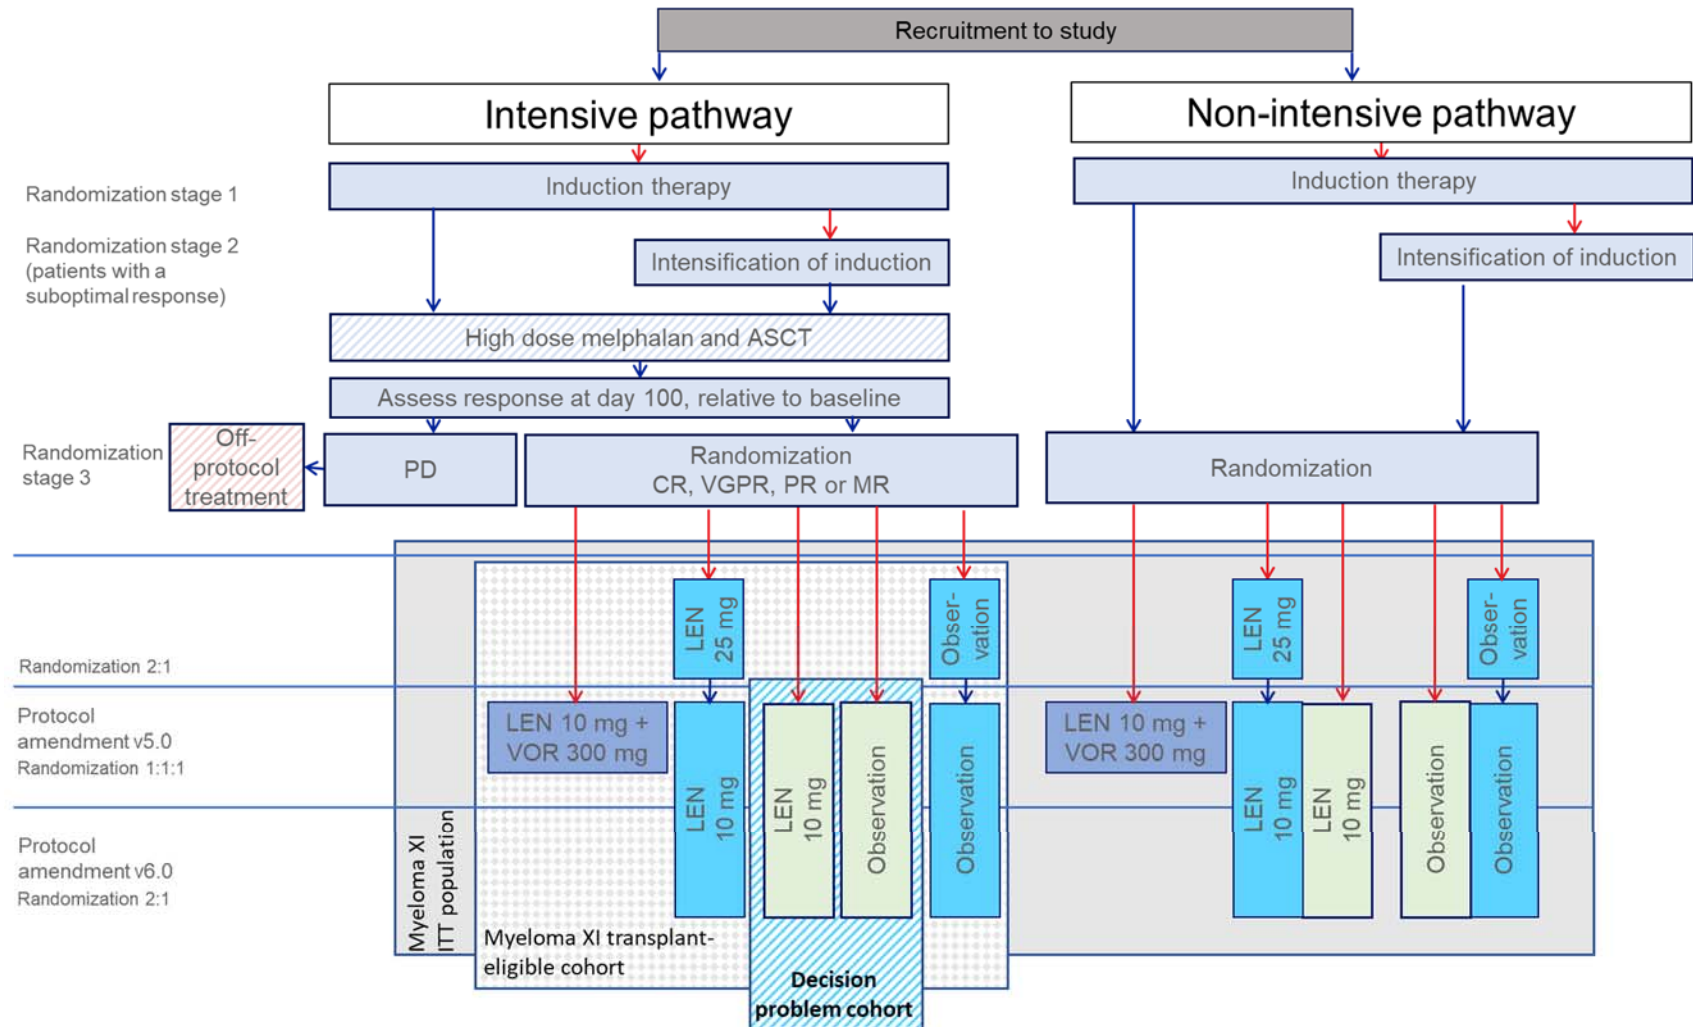 Recruitment to study
Intensive pathway
Non-intensive pathway
Randomization stage 1
Induction therapy
Induction therapy
Randomization stage 2
(patients with a
suboptimal response)
Intensification of induction
Intensification of induction
High dose melphalan and ASCT
Assess response at day 100, relative to baseline
Randomization
stage 3
Off-
protocol
treatment
PD
Randomization
CR, VGPR, PR or MR
Randomization
LEN
25 mg
Obser-
vation
LEN
25 mg
Obser-
vation
Randomization 2:1
Protocol
amendment v5.0
Randomization 1:1:1
LEN 10 mg +
VOR 300 mg
LEN
10 mg
LEN
10 mg
Observation
Observation
LEN 10 mg +
VOR 300 mg
LEN
10 mg
LEN
10 mg
Observation
Observation
Protocol
amendment v6.0
Randomization 2:1
Myeloma XI
ITT population
Myeloma XI transplant-
eligible cohort
Decision
problem cohort